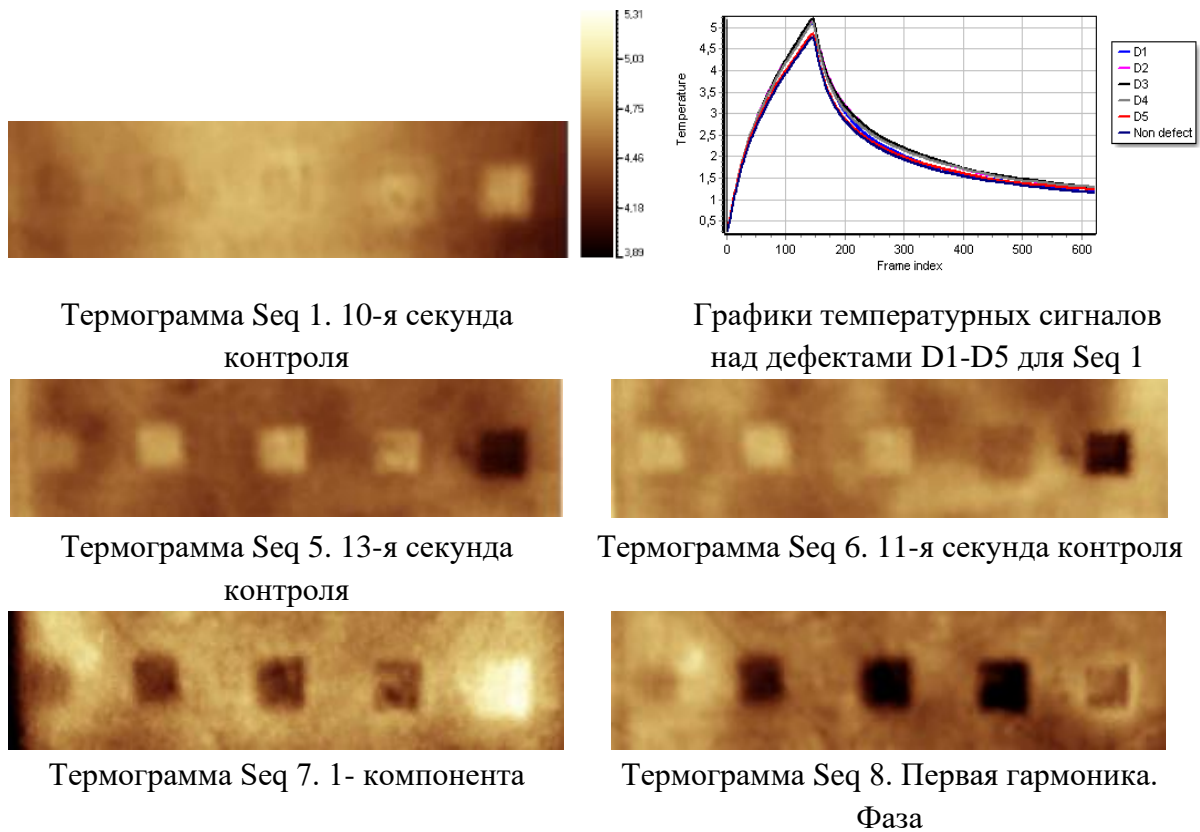 5,31
5,03
4,75
4,46
4,18
3,89
Temperature
5
4,5
4
3,5
3
2,5
2
1,5
1
0,5
0 100 200 300 400 500 600
Frame index
D1
D2
D3
D4
D5
Non defect
Термограмма Seq 1. 10-я секунда
контроля
Графики температурных сигналов
над дефектами D1-D5 для Seq 1
Термограмма Seq 5. 13-я секунда
контроля
Термограмма Seq 6. 11-я секунда контроля
Термограмма Seq 7. 1- компонента
Термограмма Seq 8. Первая гармоника.
Фаза